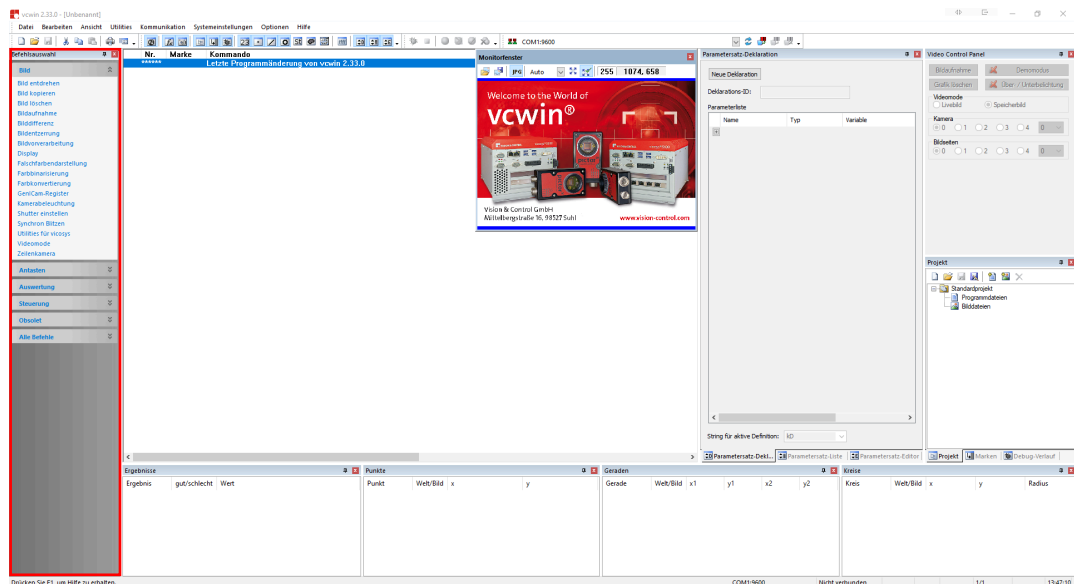 vcwin 2.33.0 - [Unbenannt]
Datei Bearbeiten Ansicht Utilities Kommunikation Systemeinstellungen Optionen Hilfe
COM1:9600
Befehlsauswahl
Bild
Bild entdrehen
Bild kopieren
Bild löschen
Bildaufnahme
Bilddifferenz
Bildentzerrung
Bildvorverarbeitung
Display
Falschfarbendarstellung
Farbbinarisierung
Farbkonvertierung
GenICam-Register
Kamerabeleuchtung
Shutter einstellen
Synchron Blitzen
Utilities für vicosys
Videomode
Zeilenkamera
Antasten
Auswertung
Steuerung
Obsolet
Alle Befehle
Nr. Marke Kommando
****** Letzte Programmänderung von vcwin 2.33.0
Monitorfenster
JPG Auto 255 1074, 658
Welcome to the World of
vcwin®
Vision & Control GmbH
Mittelbergstraße 16, 98527 Suhl
www.vision-control.com
Parametersatz-Deklaration
Neue Deklaration
Deklarations-ID:
Parameterliste
Name Typ Variable
*
String für aktive Definition: kD
Parametersatz-Dekl... Parametersatz-Liste Parametersatz-Editor
Video Control Panel
Bildaufnahme Demomodus
Grafik löschen Über- / Unterbelichtung
Videomode
Livebild Speicherbild
Kamera
0 1 2 3 4 0
Bildseiten
0 1 2 3 4 0
Projekt
Standardprojekt
Programmdateien
Bilddateien
Projekt Marken Debug-Verlauf
Ergebnisse
Ergebnis gut/schlecht Wert
Punkte
Punkt Welt/Bild x y
Geraden
Gerade Welt/Bild x1 y1 x2 y2
Kreise
Kreis Welt/Bild x y Radius
Drücken Sie F1, um Hilfe zu erhalten.
COM1:9600 Nicht verbunden 1/1 13:47:10